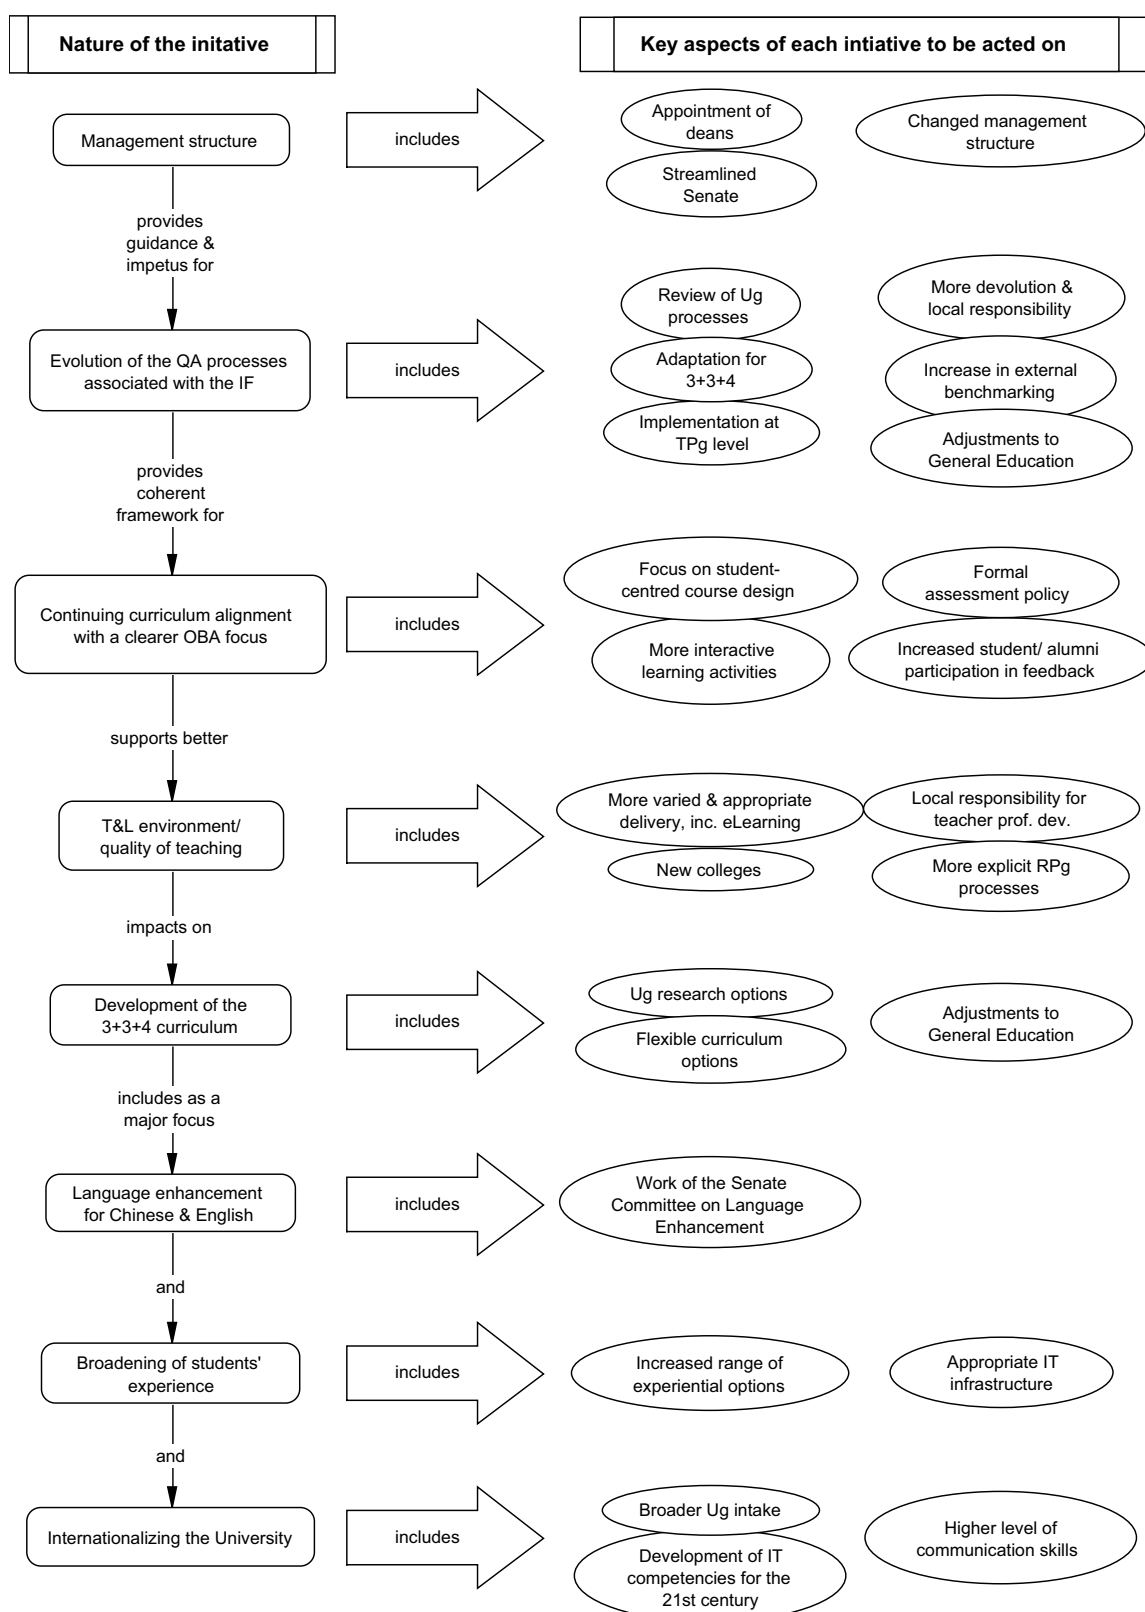 Nature of the initative
Key aspects of each intiative to be acted on
Management structure
includes
Appointment of
deans
Streamlined
Senate
Changed management
structure
provides
guidance &
impetus for
Evolution of the QA processes
associated with the IF
includes
Review of Ug
processes
Adaptation for
3+3+4
Implementation at
TPg level
More devolution &
local responsibility
Increase in external
benchmarking
Adjustments to
General Education
provides
coherent
framework for
Continuing curriculum alignment
with a clearer OBA focus
includes
Focus on student-
centred course design
More interactive
learning activities
Formal
assessment policy
Increased student/ alumni
participation in feedback
supports better
T&L environment/
quality of teaching
includes
More varied & appropriate
delivery, inc. eLearning
New colleges
Local responsibility for
teacher prof. dev.
More explicit RPg
processes
impacts on
Development of the
3+3+4 curriculum
includes
Ug research options
Flexible curriculum
options
Adjustments to
General Education
includes as a
major focus
Language enhancement
for Chinese & English
includes
Work of the Senate
Committee on Language
Enhancement
and
Broadening of students'
experience
includes
Increased range of
experiential options
Appropriate IT
infrastructure
and
Internationalizing the University
includes
Broader Ug intake
Development of IT
competencies for the
21st century
Higher level of
communication skills